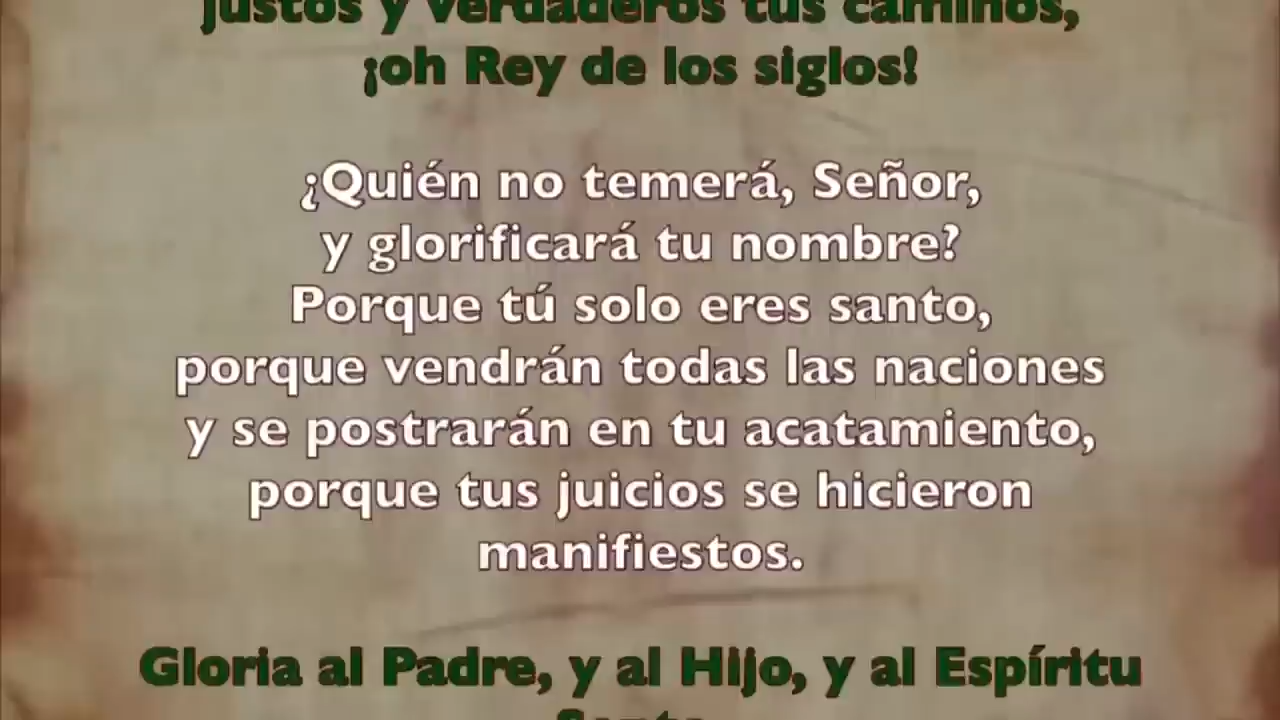 justos y verdaderos tus caminos,
¡oh Rey de los siglos!
¿Quién no temerá, Señor,
y glorificará tu nombre?
Porque tú solo eres santo,
porque vendrán todas las naciones
y se postrarán en tu acatamiento,
porque tus juicios se hicieron
manifiestos.
Gloria al Padre, y al Hijo, y al Espíritu